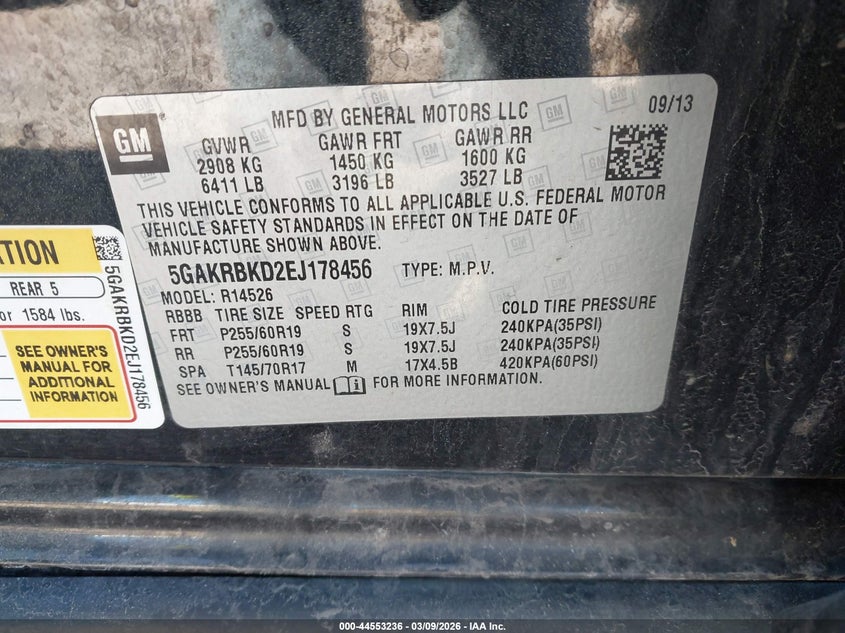 GM
MFD BY GENERAL MOTORS LLC
09/13
GVWR GAWR FRT GAWR RR
2908 KG 1450 KG 1600 KG
6411 LB 3196 LB 3527 LB
THIS VEHICLE CONFORMS TO ALL APPLICABLE U.S. FEDERAL MOTOR
VEHICLE SAFETY STANDARDS IN EFFECT ON THE DATE OF
MANUFACTURE SHOWN ABOVE.
5GAKRBKD2EJ178456 TYPE: M.P.V.
MODEL: R14526
RBBB TIRE SIZE SPEED RTG RIM COLD TIRE PRESSURE
FRT P255/60R19 S 19X7.5J 240KPA(35PSI)
RR P255/60R19 S 19X7.5J 240KPA(35PSI)
SPA T145/70R17 M 17X4.5B 420KPA(60PSI)
SEE OWNER'S MANUAL FOR MORE INFORMATION.
REAR 5
or 1584 lbs.
SEE OWNER'S
MANUAL FOR
ADDITIONAL
INFORMATION
5GAKRBKD2EJ178456
000-44553236 - 03/09/2026 - IAA Inc.